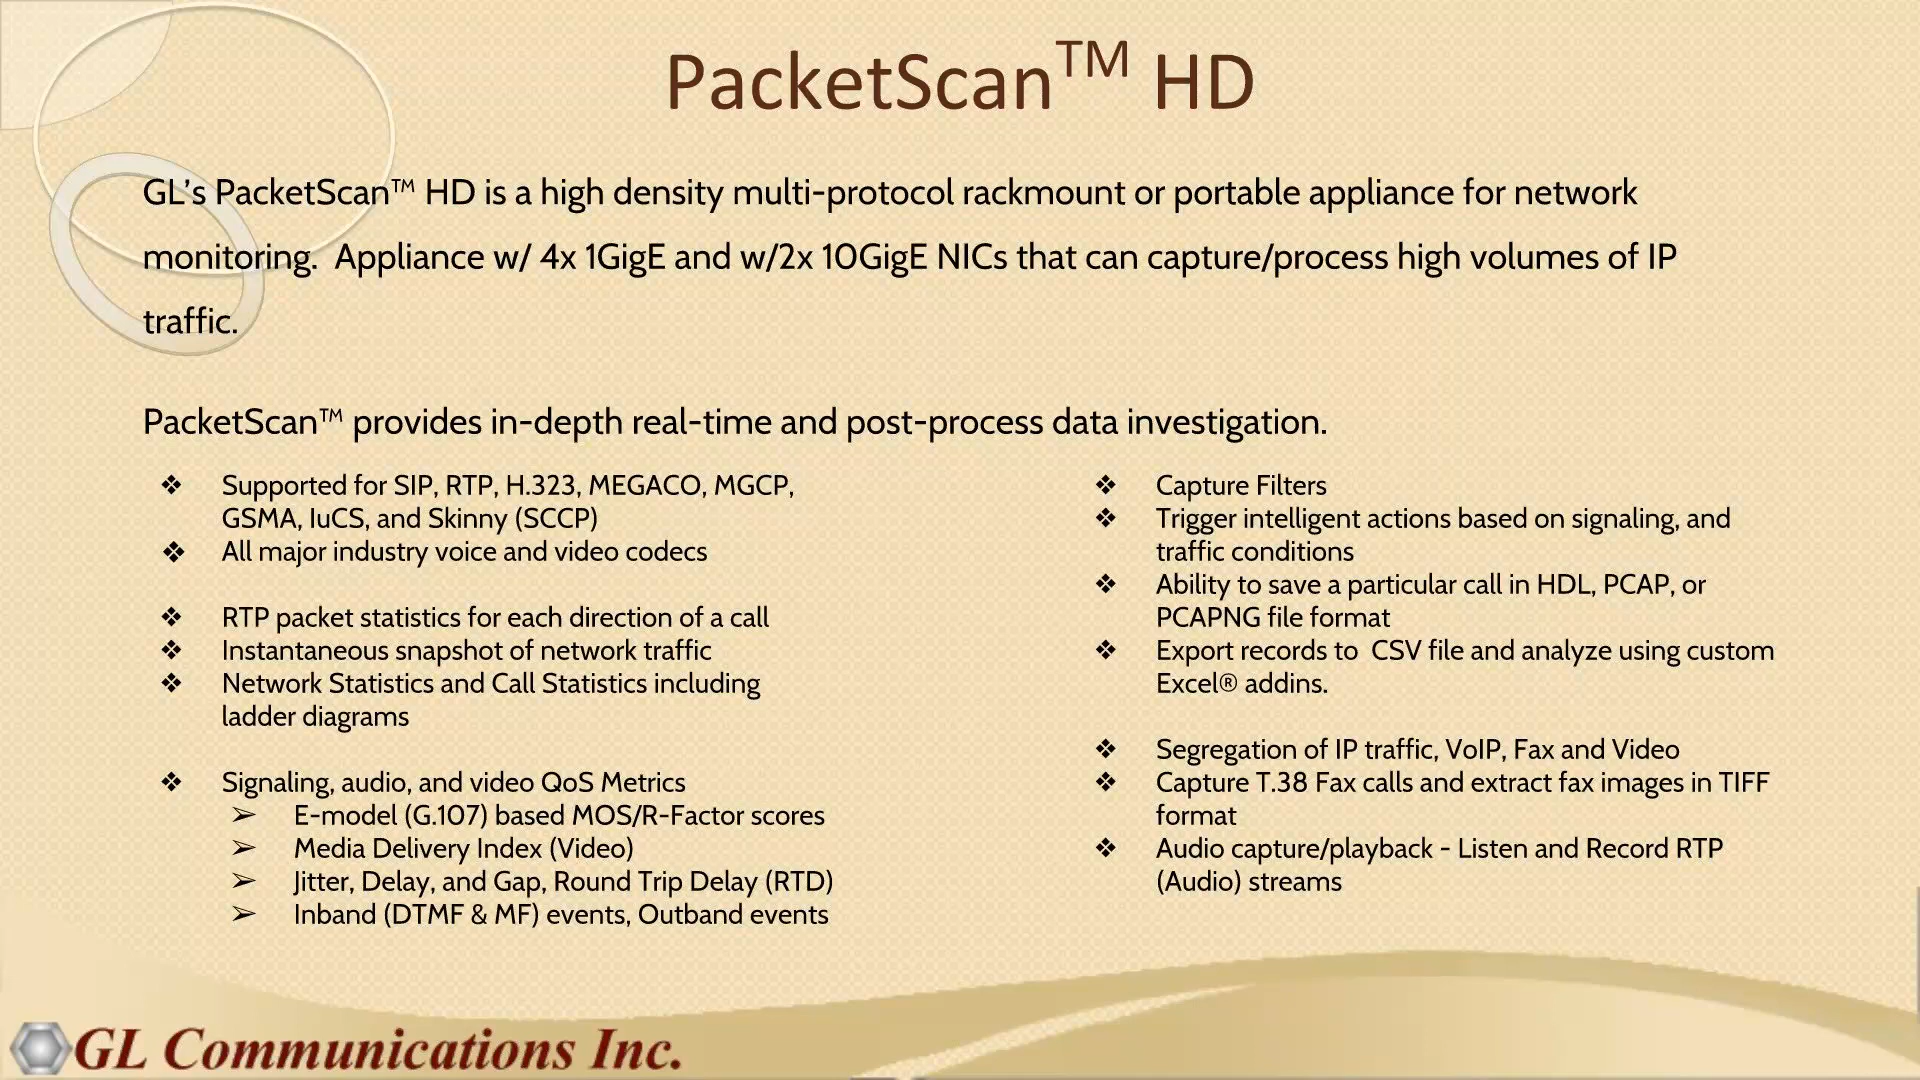 PacketScan™ HD
GL's PacketScan™ HD is a high density multi-protocol rackmount or portable appliance for network
monitoring.  Appliance w/ 4x 1GigE and w/2x 10GigE NICs that can capture/process high volumes of IP
traffic.
PacketScan™ provides in-depth real-time and post-process data investigation.
❖ Supported for SIP, RTP, H.323, MEGACO, MGCP,
GSMA, IuCS, and Skinny (SCCP)
❖ All major industry voice and video codecs
❖ RTP packet statistics for each direction of a call
❖ Instantaneous snapshot of network traffic
❖ Network Statistics and Call Statistics including
ladder diagrams
❖ Signaling, audio, and video QoS Metrics
➢ E-model (G.107) based MOS/R-Factor scores
➢ Media Delivery Index (Video)
➢ Jitter, Delay, and Gap, Round Trip Delay (RTD)
➢ Inband (DTMF & MF) events, Outband events
❖ Capture Filters
❖ Trigger intelligent actions based on signaling, and
traffic conditions
❖ Ability to save a particular call in HDL, PCAP, or
PCAPNG file format
❖ Export records to  CSV file and analyze using custom
Excel® addins.
❖ Segregation of IP traffic, VoIP, Fax and Video
❖ Capture T.38 Fax calls and extract fax images in TIFF
format
❖ Audio capture/playback - Listen and Record RTP
(Audio) streams
GL Communications Inc.